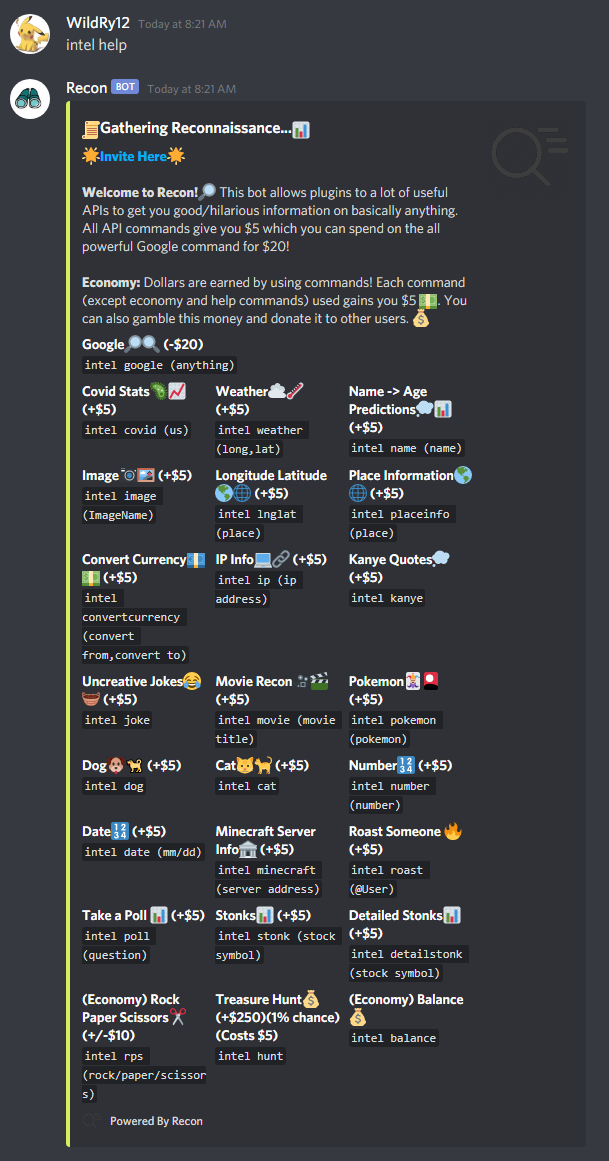 WildRy12 Today at 8:21 AM
intel help
Recon BOT Today at 8:21 AM
📜Gathering Reconnaissance...📊
🌟Invite Here🌟
Welcome to Recon!🔎 This bot allows plugins to a lot of useful
APIs to get you good/hilarious information on basically anything.
All API commands give you $5 which you can spend on the all
powerful Google command for $20!
Economy: Dollars are earned by using commands! Each command
(except economy and help commands) used gains you $5 💵. You
can also gamble this money and donate it to other users. 💰
Google🔎🔍 (-$20)
intel google (anything)
Covid Stats🦠📈
(+$5)
intel covid (us)
Weather☁️🌡️
(+$5)
intel weather
(long,lat)
Name -> Age
Predictions💭📊
(+$5)
intel name (name)
Image📷🖼️ (+$5)
intel image
(ImageName)
Longitude Latitude
🌎🌐 (+$5)
intel lnglat
(place)
Place Information🌎
🌐 (+$5)
intel placeinfo
(place)
Convert Currency💶
💵 (+$5)
intel
convertcurrency
(convert
from,convert to)
IP Info💻🔗 (+$5)
intel ip (ip
address)
Kanye Quotes💭
(+$5)
intel kanye
Uncreative Jokes😂
🧺 (+$5)
intel joke
Movie Recon 🎥🎬
(+$5)
intel movie (movie
title)
Pokemon🃏🎴
(+$5)
intel pokemon
(pokemon)
Dog🐶🐕 (+$5)
intel dog
Cat🐱🐈 (+$5)
intel cat
Number🔢 (+$5)
intel number
(number)
Date🔢 (+$5)
intel date (mm/dd)
Minecraft Server
Info🏛️ (+$5)
intel minecraft
(server address)
Roast Someone 🔥
(+$5)
intel roast
(@User)
Take a Poll 📊 (+$5)
intel poll
(question)
Stonks📊 (+$5)
intel stonk (stock
symbol)
Detailed Stonks📊
(+$5)
intel detailstonk
(stock symbol)
(Economy) Rock
Paper Scissors✂️
(+/-$10)
intel rps
(rock/paper/scissor
s)
Treasure Hunt💰
(+$250)(1% chance)
(Costs $5)
intel hunt
(Economy) Balance
💰
intel balance
Powered By Recon